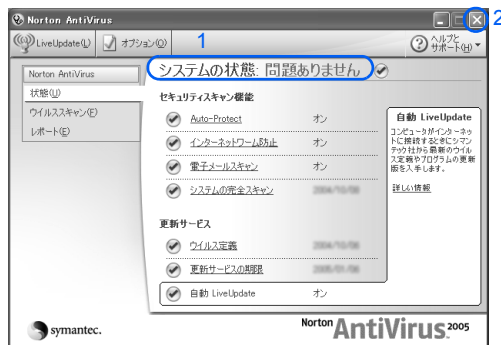 Norton AntiVirus
2
LiveUpdate(L) オプション(O) 1 ヘルプとサポート(H)
Norton AntiVirus
状態(U)
ウイルススキャン(F)
レポート(E)
システムの状態: 問題ありません
セキュリティスキャン機能
Auto-Protect オン
インターネットワーム防止 オン
電子メールスキャン オン
システムの完全スキャン
更新サービス
ウイルス定義
更新サービスの期限
自動 LiveUpdate オン
自動 LiveUpdate
コンピュータがインターネッ
トに接続するときにシマン
テック社から最新のウイル
ス定義やプログラムの更新
版を入手します。
詳しい情報
symantec.
Norton AntiVirus 2005